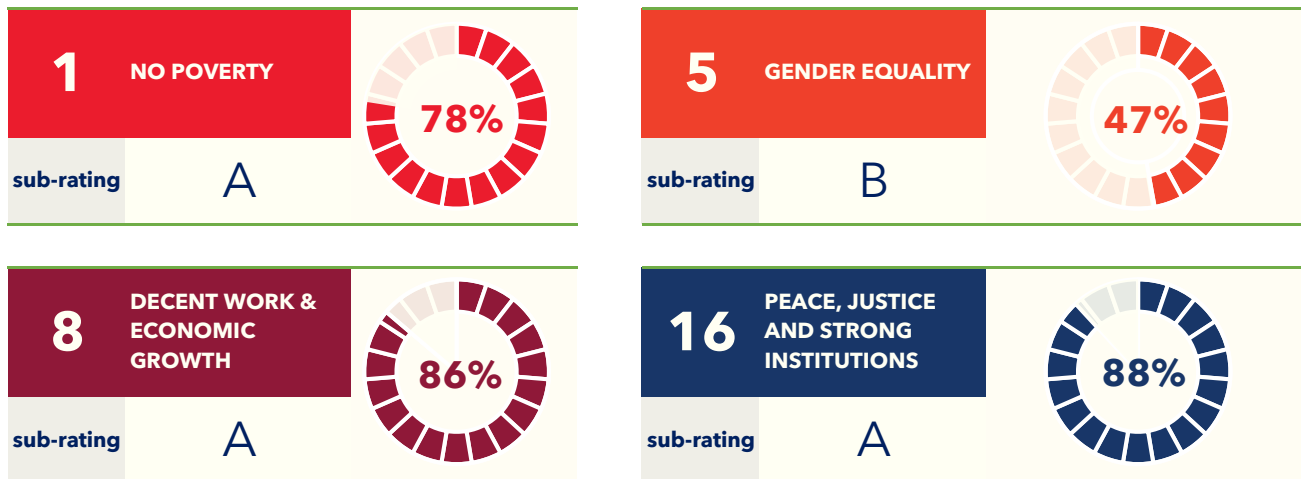 1
NO POVERTY
78%
sub-rating
A
5
GENDER EQUALITY
47%
sub-rating
B
8
DECENT WORK &
ECONOMIC
GROWTH
86%
sub-rating
A
16
PEACE, JUSTICE
AND STRONG
INSTITUTIONS
88%
sub-rating
A